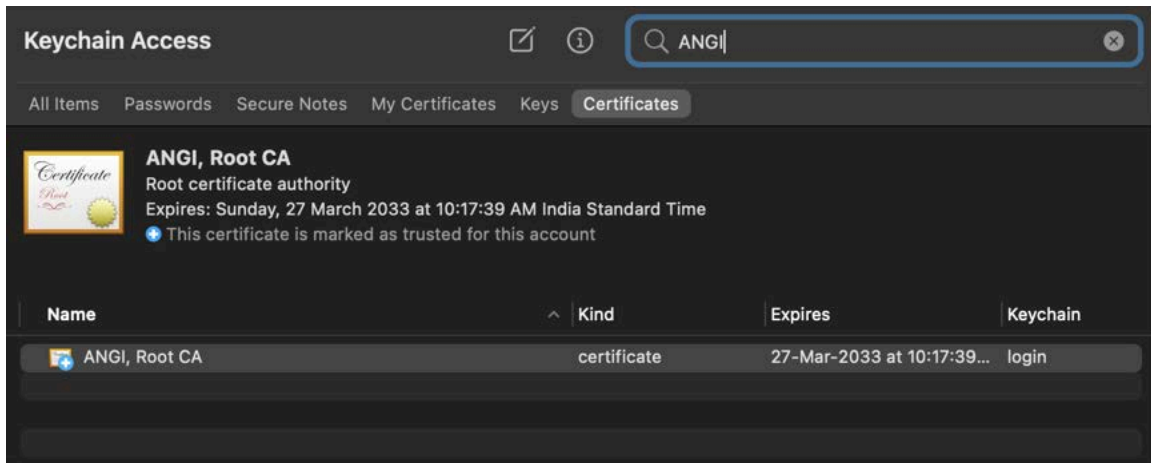 Keychain Access
ANGI
All Items Passwords Secure Notes My Certificates Keys Certificates
Certificate
Root
ANGI, Root CA
Root certificate authority
Expires: Sunday, 27 March 2033 at 10:17:39 AM India Standard Time
This certificate is marked as trusted for this account
Name Kind Expires Keychain
ANGI, Root CA certificate 27-Mar-2033 at 10:17:39... login